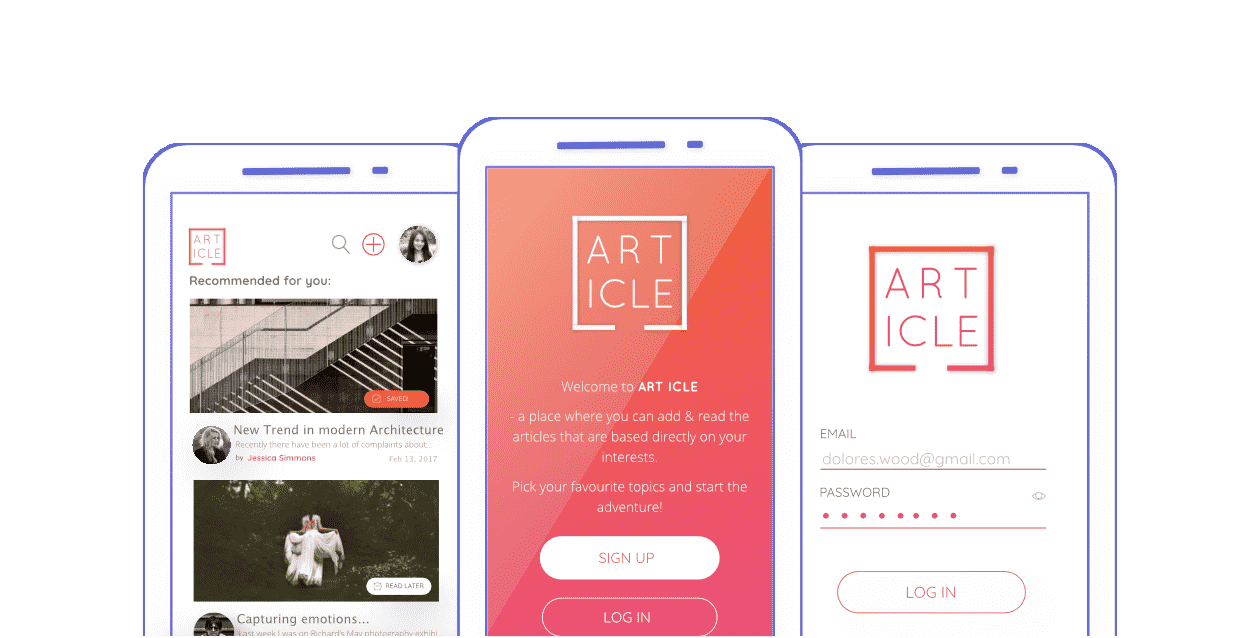 ART
ICLE
Recommended for you:
SAVED!
New Trend in modern Architecture
Recently there have been a lot of complaints about...
by Jessica Simmons
Feb 13, 2017
READ LATER
Capturing emotions...
Last week I was on Richard's May photography exhibi
ART
ICLE
Welcome to ART ICLE
- a place where you can add & read the
articles that are based directly on your
interests.
Pick your favourite topics and start the
adventure!
SIGN UP
LOG IN
ART
ICLE
EMAIL
dolores.wood@gmail.com
PASSWORD
LOG IN